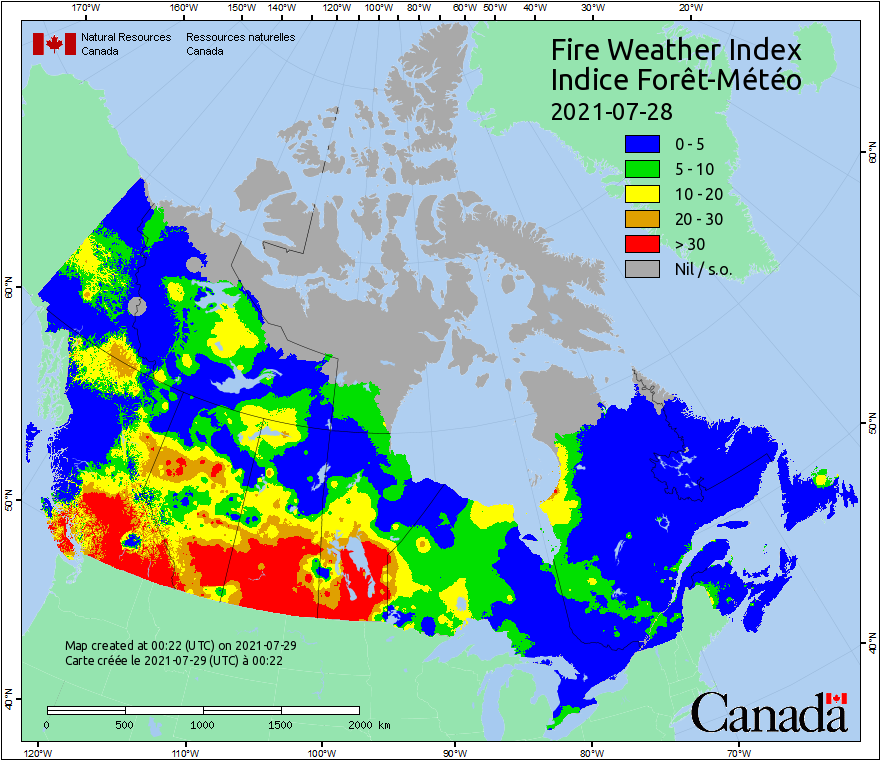 170°W 160°W 150°W 140°W 130°W 120°W 110°W 100°W 90°W 80°W 70°W 60°W 50°W 40°W 30°W 20°W
Natural Resources Ressources naturelles
Canada Canada
Fire Weather Index
Indice Forêt-Météo
2021-07-28
0 - 5
5 - 10
10 - 20
20 - 30
> 30
Nil / s.o.
60°N
60°N
50°N
50°N
40°N
40°N
Map created at 00:22 (UTC) on 2021-07-29
Carte créée le 2021-07-29 (UTC) à 00:22
0 500 1000 1500 2000 km
Canada
120°W 110°W 100°W 90°W 80°W 70°W